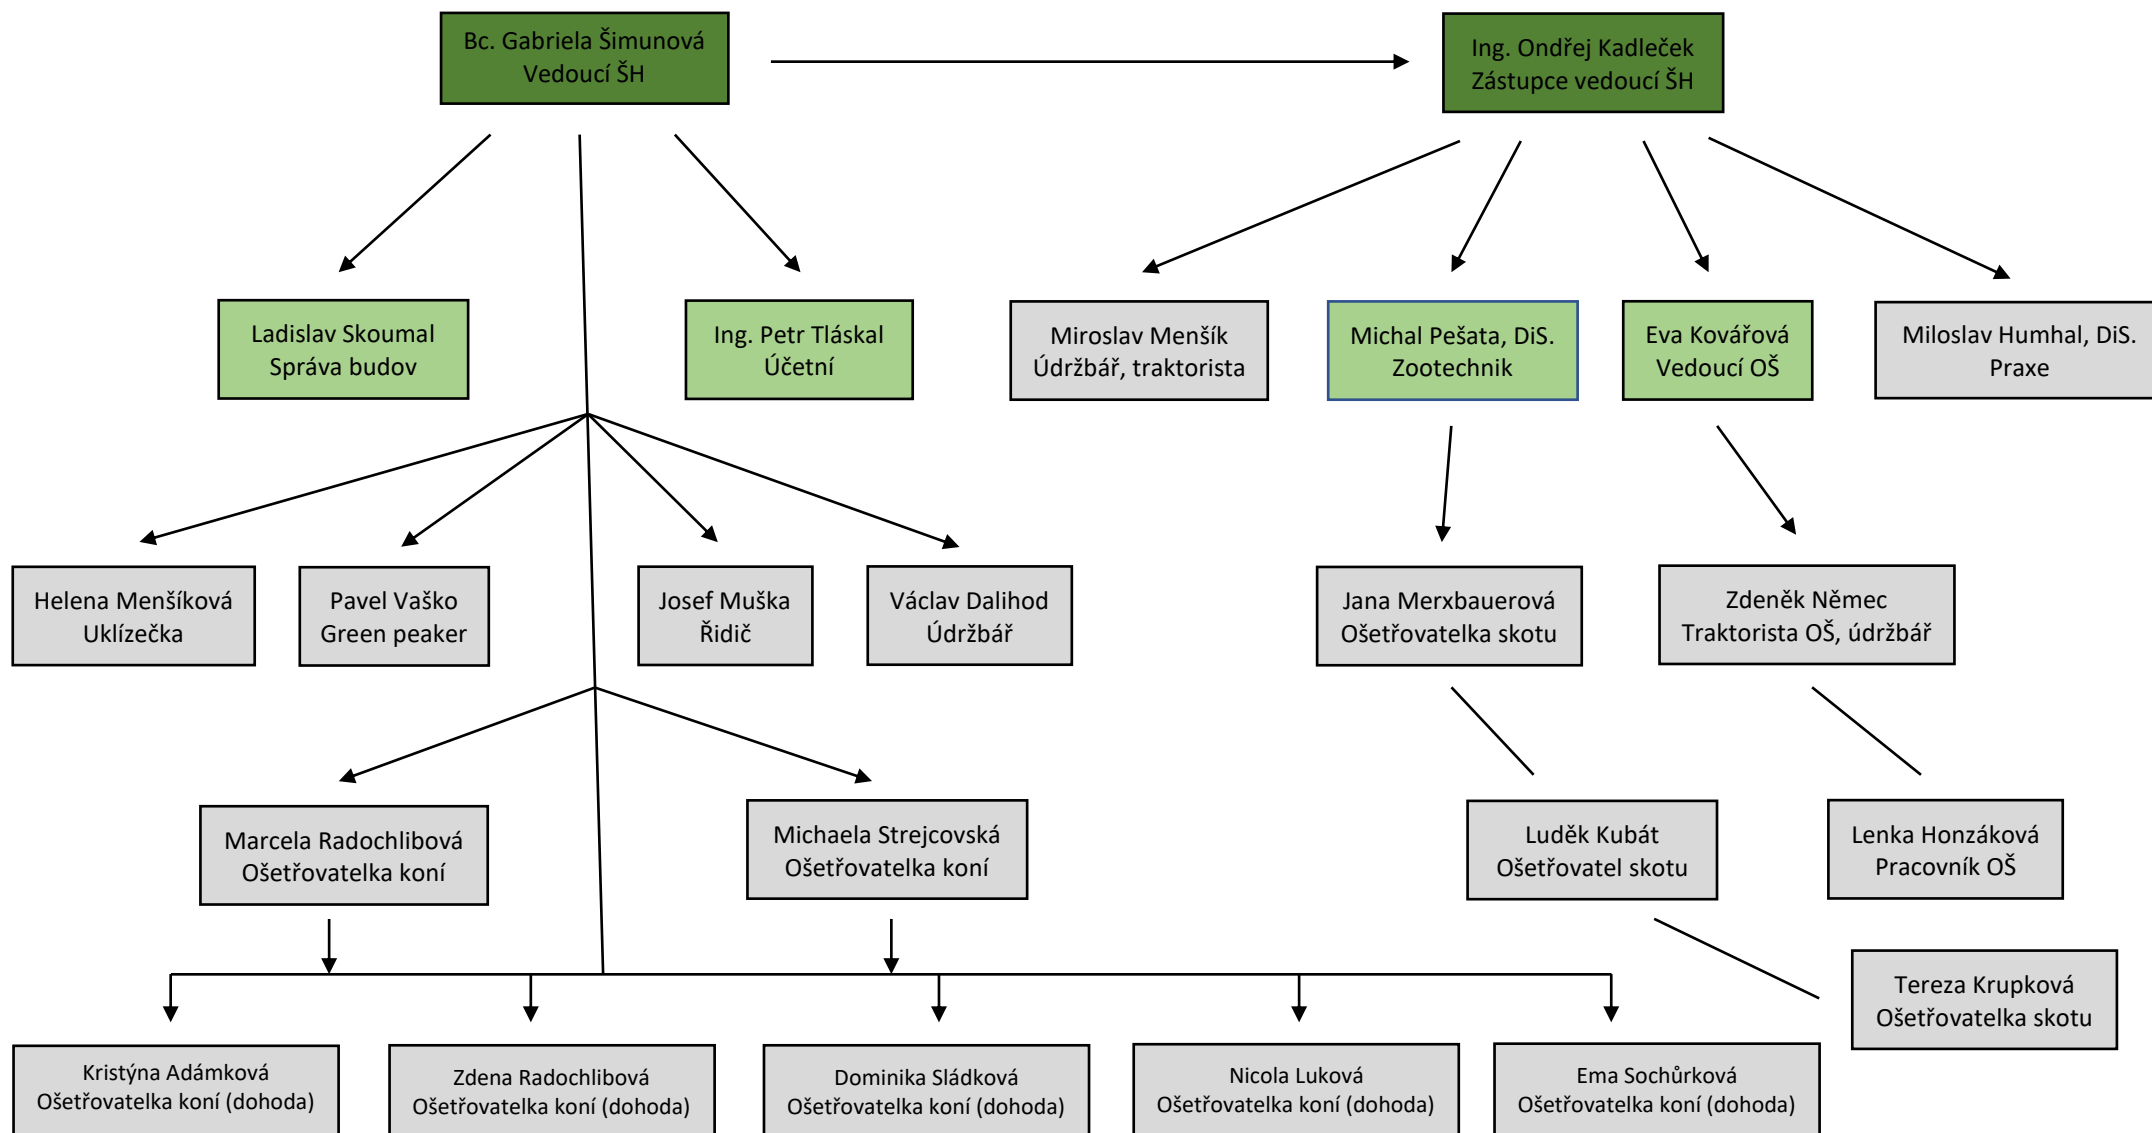 Bc. Gabriela Šimunová
Vedoucí ŠH
Ing. Ondřej Kadleček
Zástupce vedoucí ŠH
Ladislav Skoumal
Správa budov
Ing. Petr Tláskal
Účetní
Miroslav Menšík
Údržbář, traktorista
Michal Pešata, DiS.
Zootechnik
Eva Kovářová
Vedoucí OŠ
Miloslav Humhal, DiS.
Praxe
Helena Menšíková
Uklízečka
Pavel Vaško
Green peaker
Josef Muška
Řidič
Václav Dalihod
Údržbář
Jana Merxbauerová
Ošetřovatelka skotu
Zdeněk Němec
Traktorista OŠ, údržbář
Marcela Radochlibová
Ošetřovatelka koní
Michaela Strejcovská
Ošetřovatelka koní
Luděk Kubát
Ošetřovatel skotu
Lenka Honzáková
Pracovník OŠ
Tereza Krupková
Ošetřovatelka skotu
Kristýna Adámková
Ošetřovatelka koní (dohoda)
Zdena Radochlibová
Ošetřovatelka koní (dohoda)
Dominika Sládková
Ošetřovatelka koní (dohoda)
Nicola Luková
Ošetřovatelka koní (dohoda)
Ema Sochůrková
Ošetřovatelka koní (dohoda)